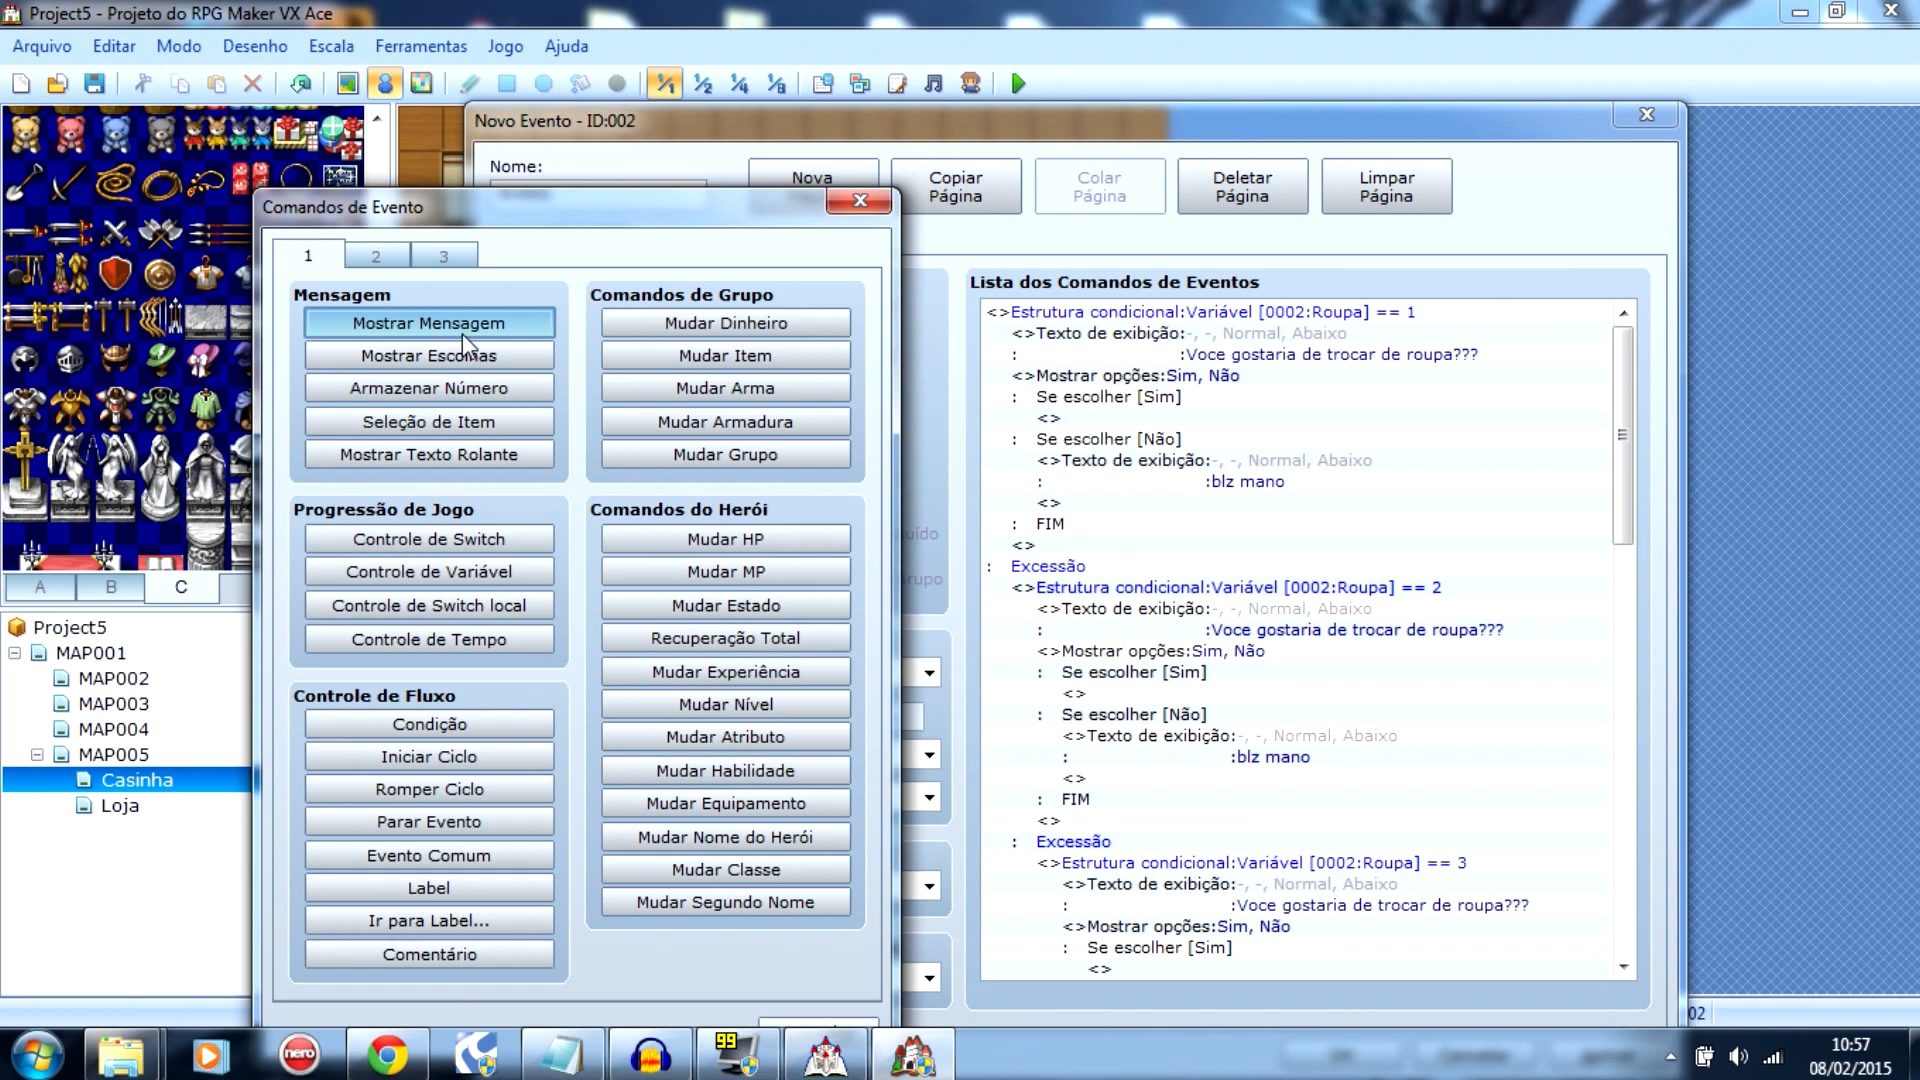 Project5 - Projeto do RPG Maker VX Ace
Arquivo Editar Modo Desenho Escala Ferramentas Jogo Ajuda
1/1 1/2 1/4 1/8
Novo Evento - ID:002
Nome:
Nova
Copiar Página
Colar Página
Deletar Página
Limpar Página
Comandos de Evento
1 2 3
Mensagem
Mostrar Mensagem
Mostrar Escolhas
Armazenar Número
Seleção de Item
Mostrar Texto Rolante
Progressão de Jogo
Controle de Switch
Controle de Variável
Controle de Switch local
Controle de Tempo
Controle de Fluxo
Condição
Iniciar Ciclo
Romper Ciclo
Parar Evento
Evento Comum
Label
Ir para Label...
Comentário
Comandos de Grupo
Mudar Dinheiro
Mudar Item
Mudar Arma
Mudar Armadura
Mudar Grupo
Comandos do Herói
Mudar HP
Mudar MP
Mudar Estado
Recuperação Total
Mudar Experiência
Mudar Nível
Mudar Atributo
Mudar Habilidade
Mudar Equipamento
Mudar Nome do Herói
Mudar Classe
Mudar Segundo Nome
Lista dos Comandos de Eventos
<>Estrutura condicional:Variável [0002:Roupa] == 1
<>Texto de exibição:-, -, Normal, Abaixo
: :Voce gostaria de trocar de roupa???
<>Mostrar opções:Sim, Não
: Se escolher [Sim]
<>
: Se escolher [Não]
<>Texto de exibição:-, -, Normal, Abaixo
: :blz mano
<>
: FIM
<>
: Excessão
<>Estrutura condicional:Variável [0002:Roupa] == 2
<>Texto de exibição:-, -, Normal, Abaixo
: :Voce gostaria de trocar de roupa???
<>Mostrar opções:Sim, Não
: Se escolher [Sim]
<>
: Se escolher [Não]
<>Texto de exibição:-, -, Normal, Abaixo
: :blz mano
<>
: FIM
<>
: Excessão
<>Estrutura condicional:Variável [0002:Roupa] == 3
<>Texto de exibição:-, -, Normal, Abaixo
: :Voce gostaria de trocar de roupa???
<>Mostrar opções:Sim, Não
: Se escolher [Sim]
<>
A B C
Project5
MAP001
MAP002
MAP003
MAP004
MAP005
Casinha
Loja
02
nero
99
10:57
08/02/2015